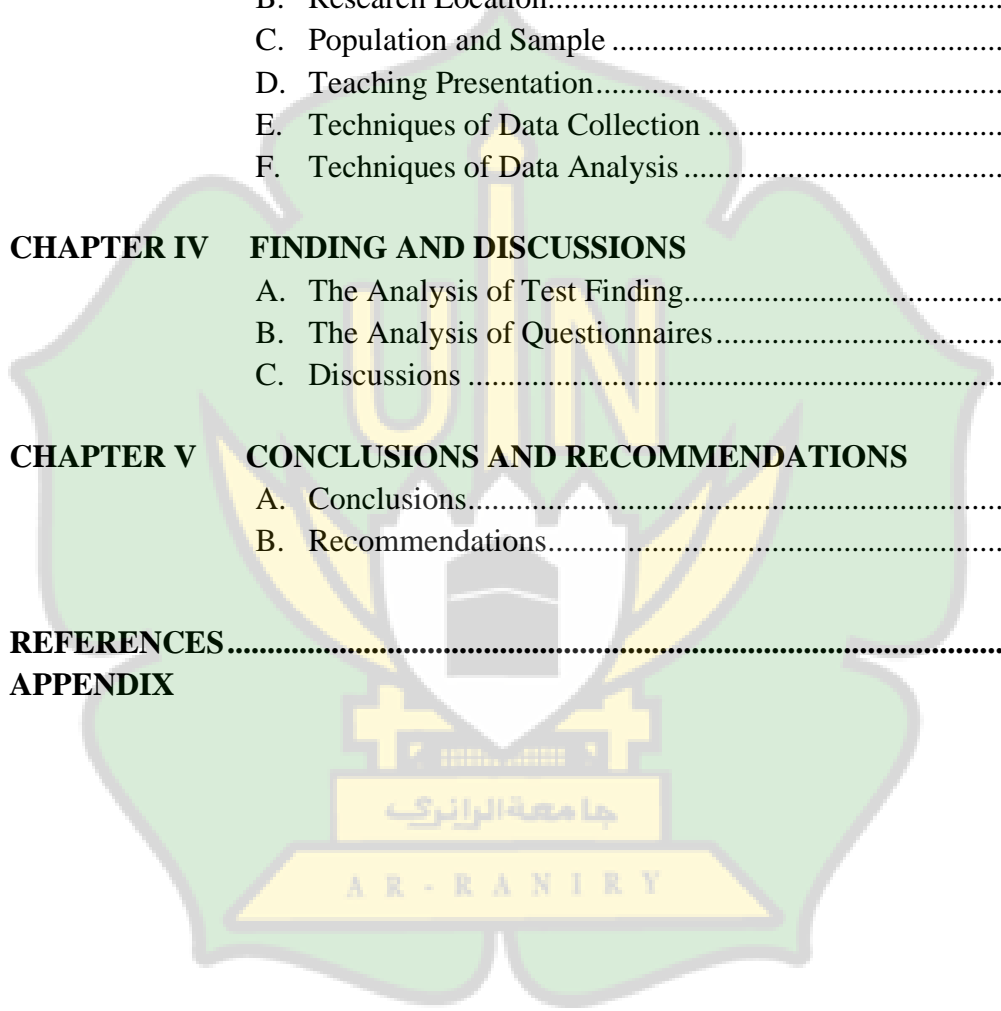 B. Research Location..................................................................
C. Population and Sample ..........................................................
D. Teaching Presentation............................................................
E. Techniques of Data Collection ..............................................
F. Techniques of Data Analysis .................................................
CHAPTER IV FINDING AND DISCUSSIONS
A. The Analysis of Test Finding.................................................
B. The Analysis of Questionnaires.............................................
C. Discussions ............................................................................
CHAPTER V CONCLUSIONS AND RECOMMENDATIONS
A. Conclusions............................................................................
B. Recommendations..................................................................
REFERENCES..............................................................................................
APPENDIX
UIN
جامعة الرانري
AR-RANIRY